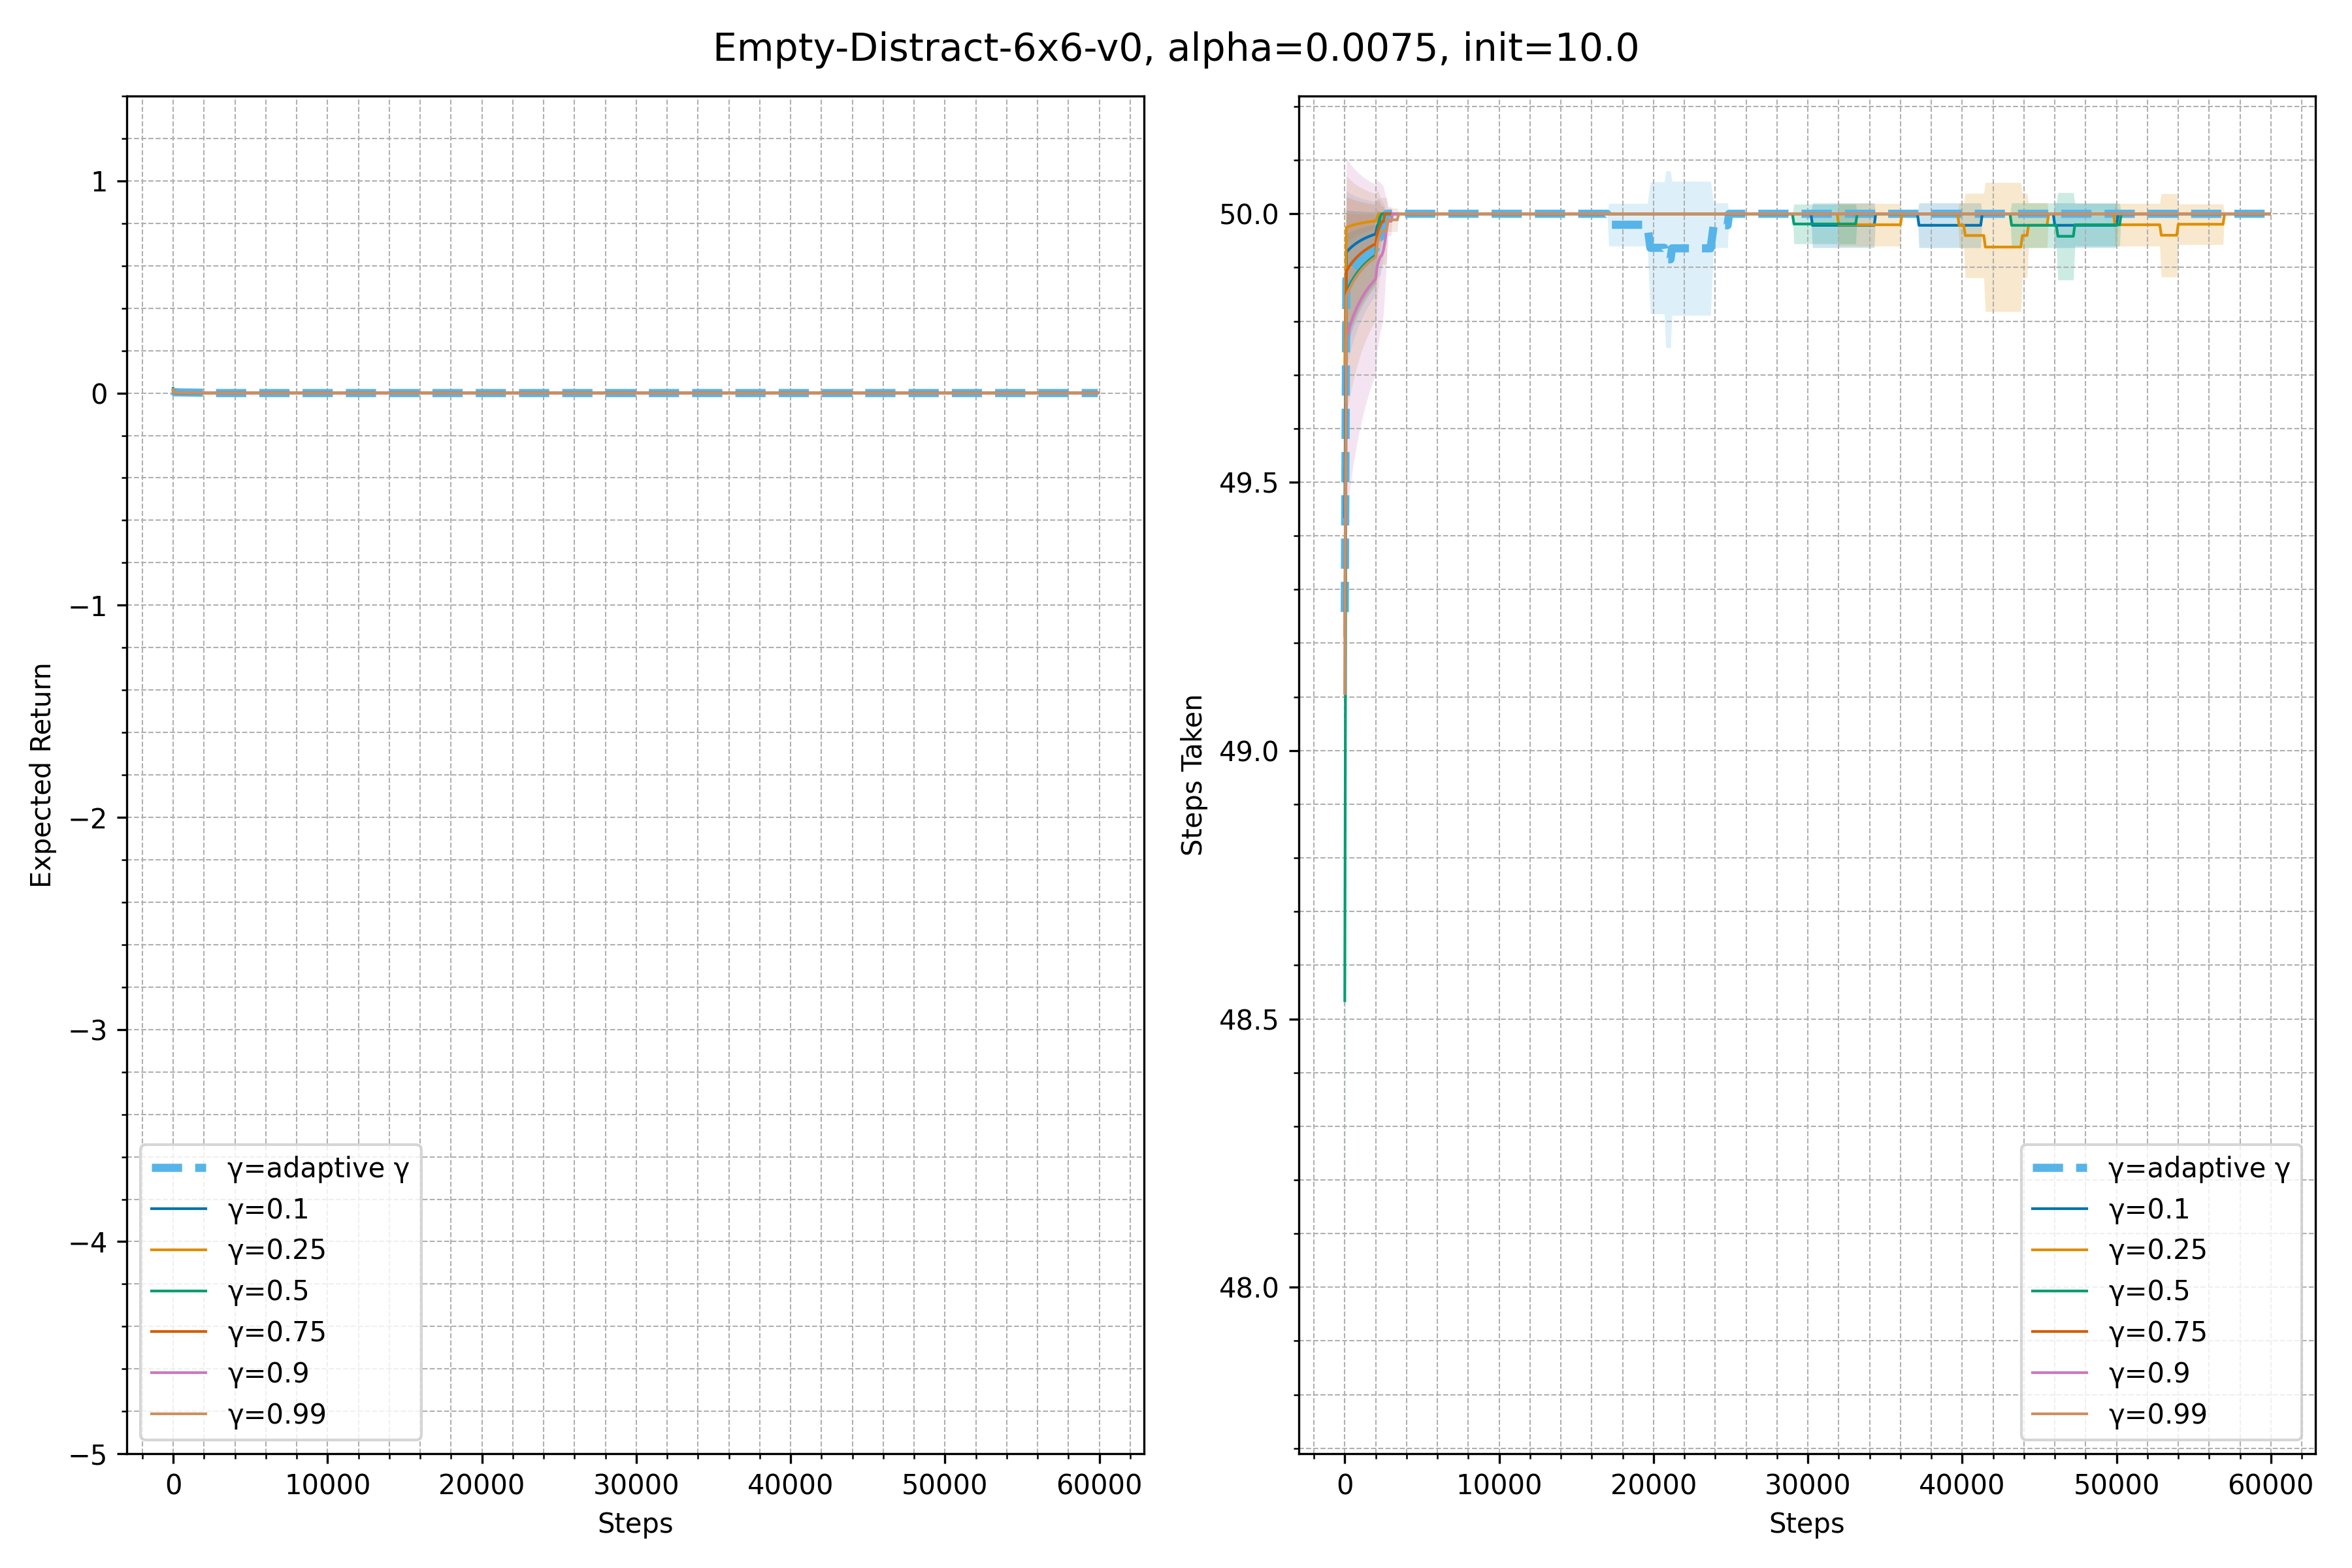 Empty-Distract-6x6-v0, alpha=0.0075, init=10.0
Expected Return
1
0
−1
−2
−3
−4
−5
γ=adaptive γ
γ=0.1
γ=0.25
γ=0.5
γ=0.75
γ=0.9
γ=0.99
0 10000 20000 30000 40000 50000 60000
Steps
Steps Taken
50.0
49.5
49.0
48.5
48.0
γ=adaptive γ
γ=0.1
γ=0.25
γ=0.5
γ=0.75
γ=0.9
γ=0.99
0 10000 20000 30000 40000 50000 60000
Steps